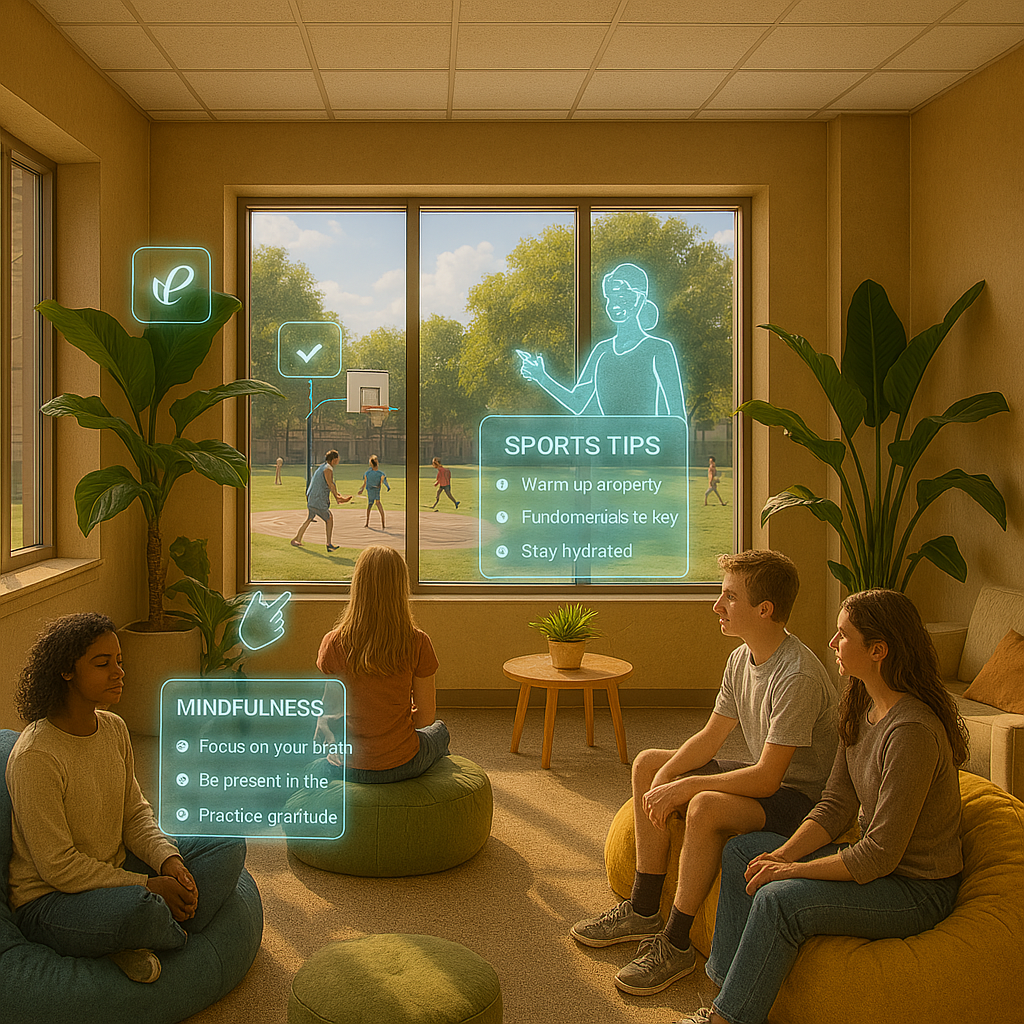 SPORTS TIPS
Warm up aroperty
Fundomerials te key
Stay hydrated
MINDFULNESS
Focus on your brath
Be present in the
Practice gratitude